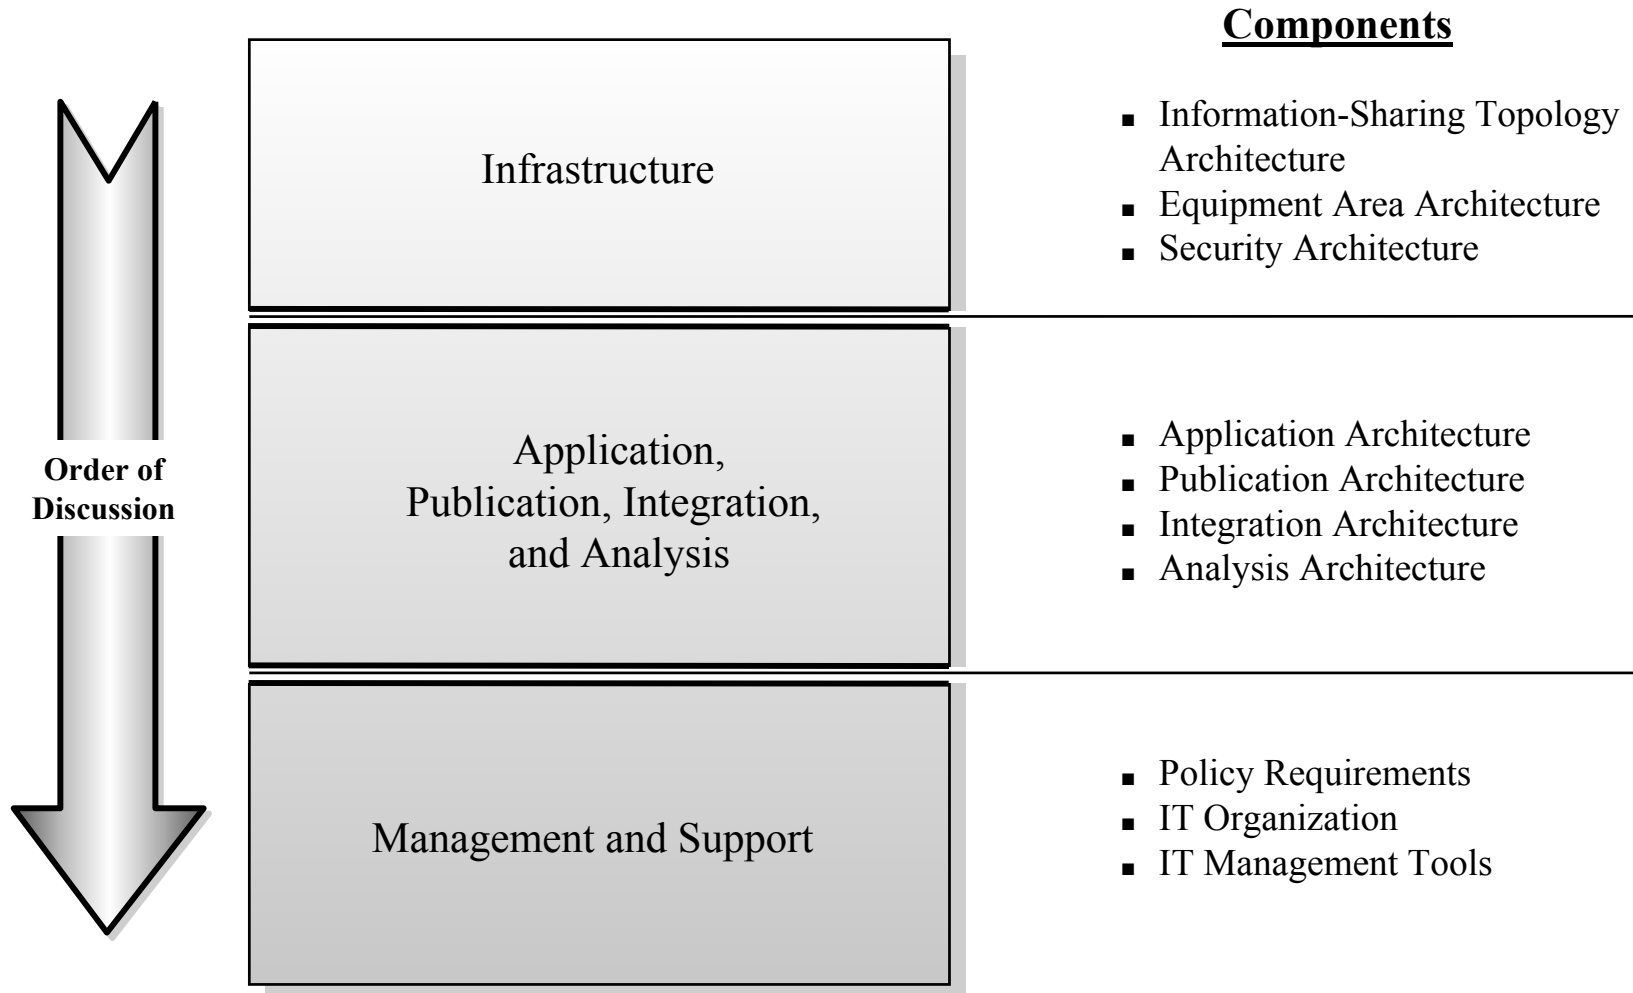 Components
Infrastructure
■ Information-Sharing Topology
Architecture
■ Equipment Area Architecture
■ Security Architecture
Order of
Discussion
Application,
Publication, Integration,
and Analysis
■ Application Architecture
■ Publication Architecture
■ Integration Architecture
■ Analysis Architecture
Management and Support
■ Policy Requirements
■ IT Organization
■ IT Management Tools